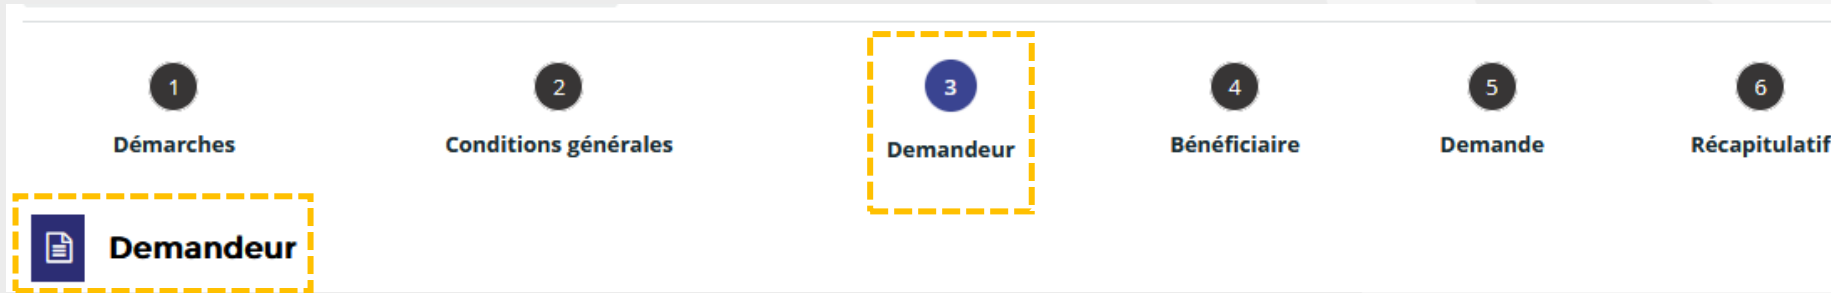 1 2 3 4 5 6
Démarches Conditions générales Demandeur Bénéficiaire Demande Récapitulatif
Demandeur